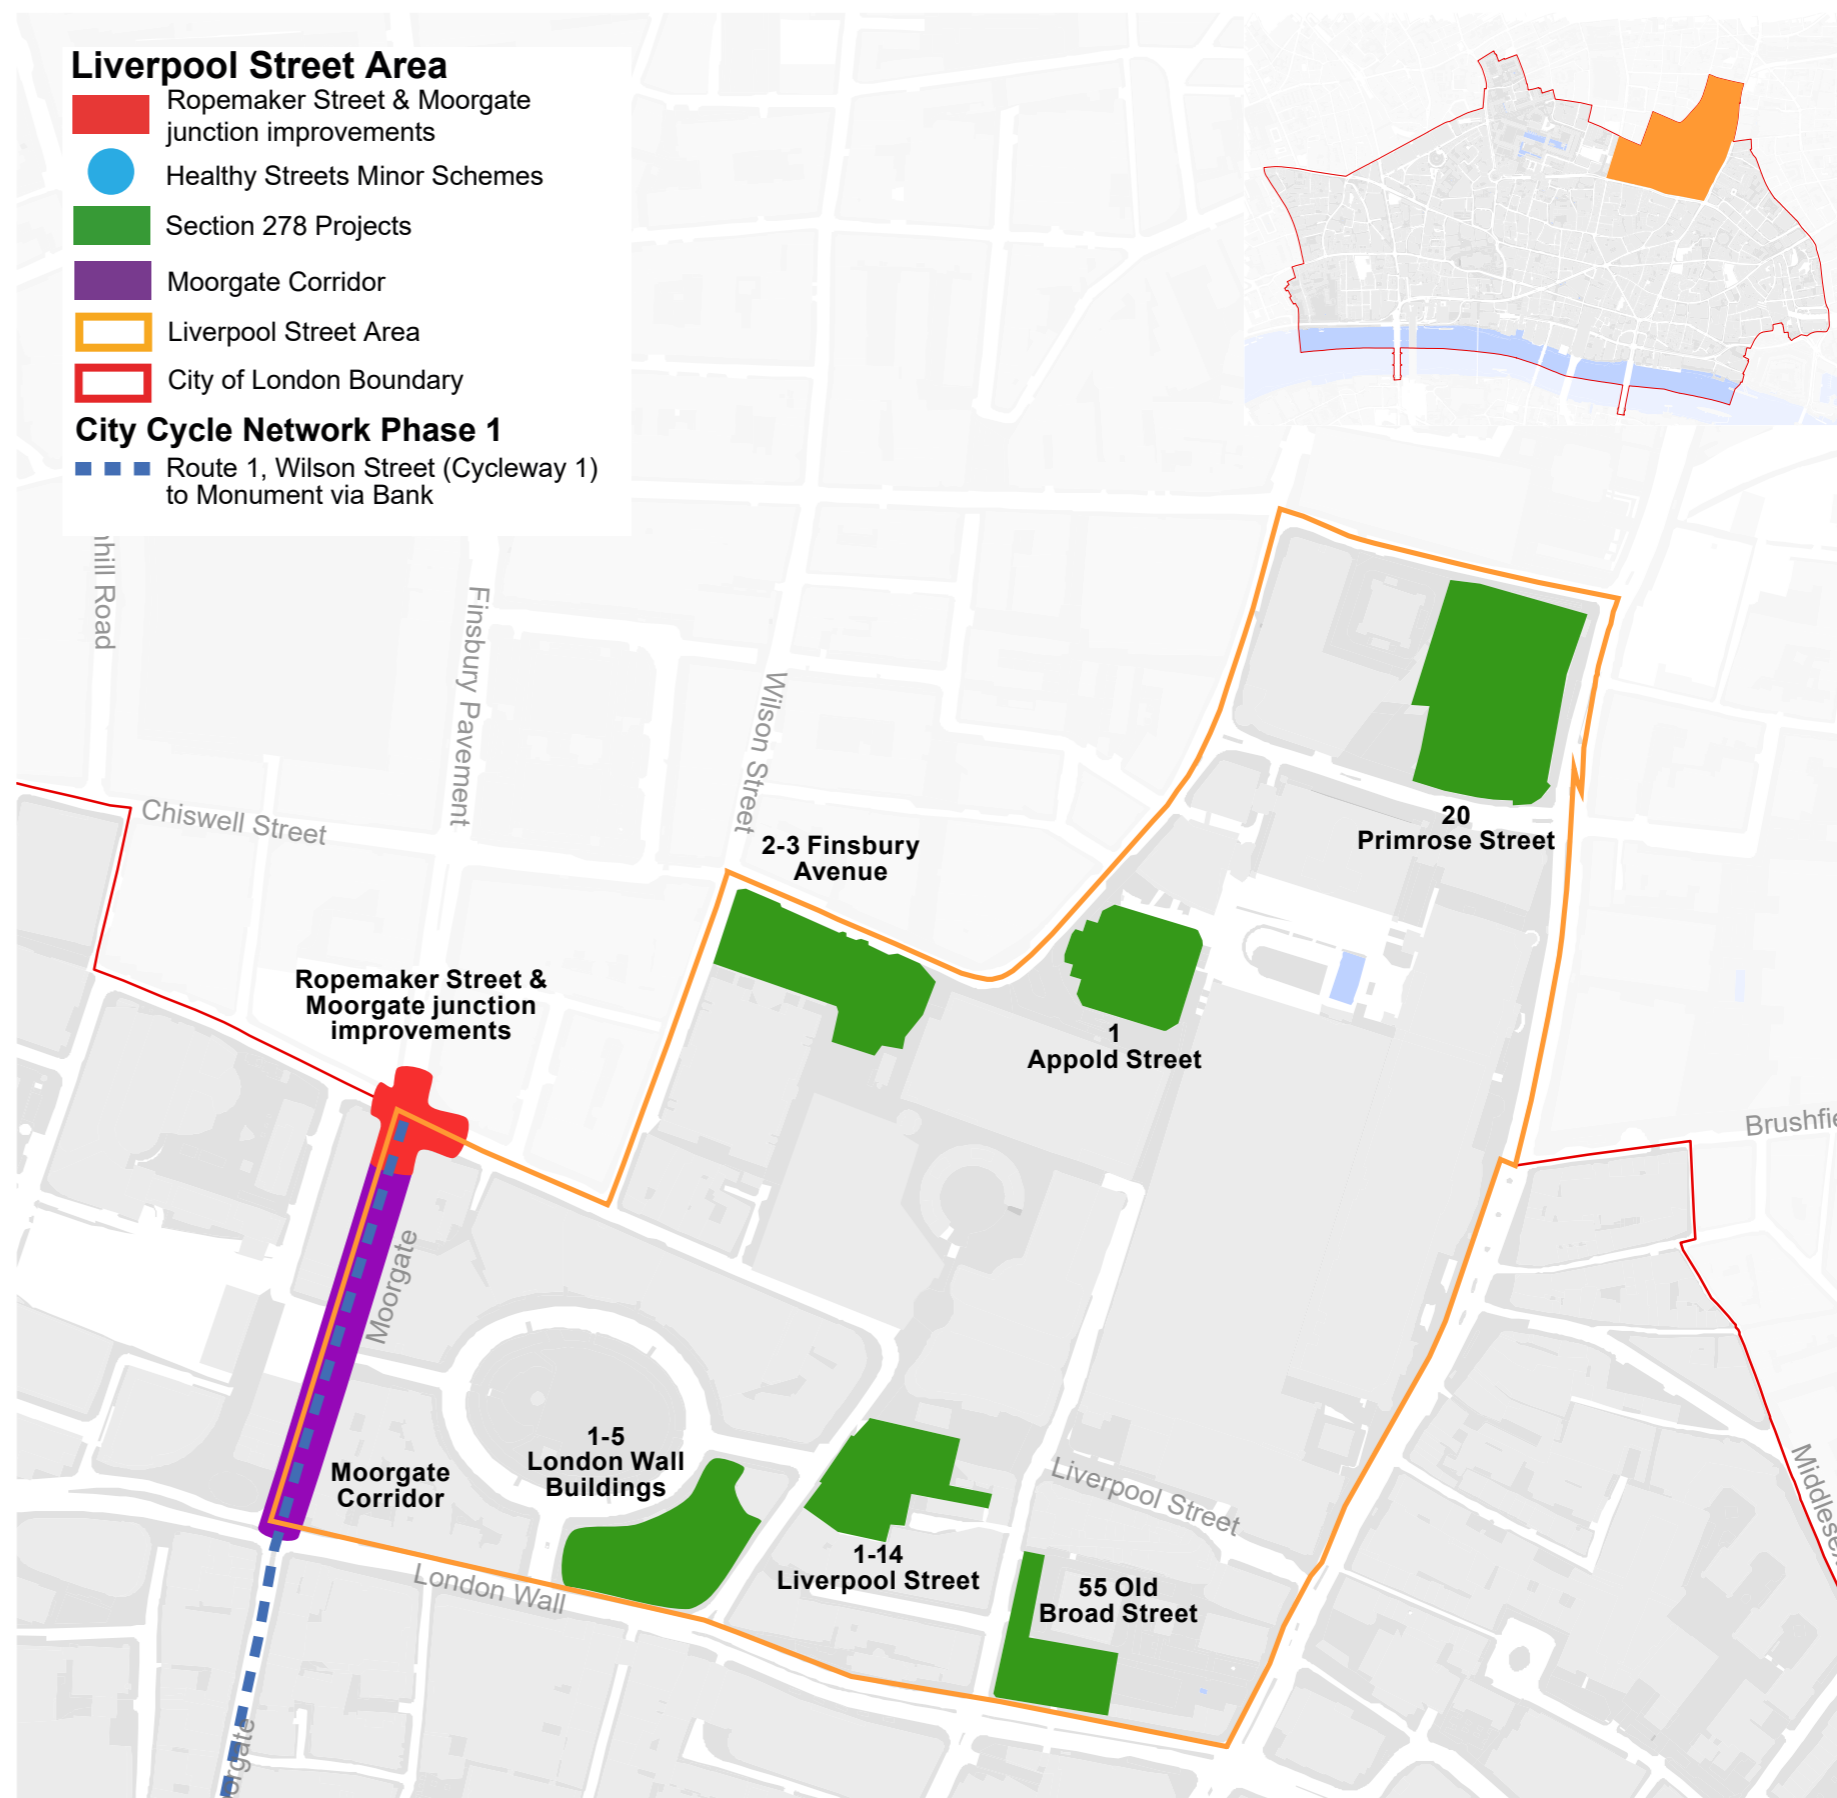 Liverpool Street Area
Ropemaker Street & Moorgate
junction improvements
Healthy Streets Minor Schemes
Section 278 Projects
Moorgate Corridor
Liverpool Street Area
City of London Boundary
City Cycle Network Phase 1
Route 1, Wilson Street (Cycleway 1)
to Monument via Bank
nhill Road
Finsbury Pavement
Wilson Street
Chiswell Street
2-3 Finsbury
Avenue
20
Primrose Street
Ropemaker Street &
Moorgate junction
improvements
1
Appold Street
Brushfie
Moorgate
1-5
London Wall
Buildings
Moorgate
Corridor
Liverpool Street
Middlesex
1-14
Liverpool Street
55 Old
Broad Street
London Wall
orgate